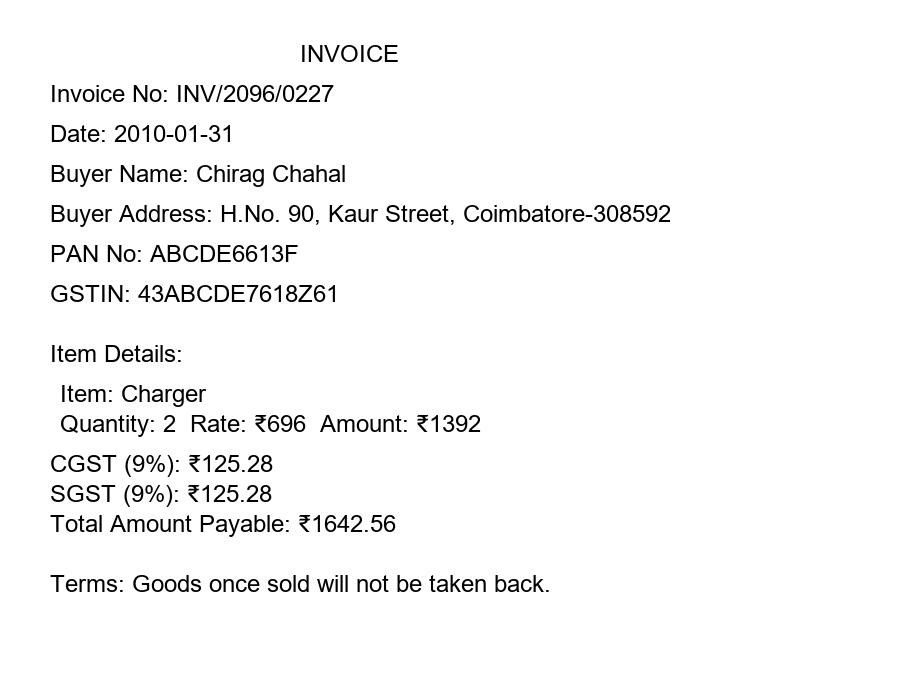 INVOICE
Invoice No: INV/2096/0227
Date: 2010-01-31
Buyer Name: Chirag Chahal
Buyer Address: H.No. 90, Kaur Street, Coimbatore-308592
PAN No: ABCDE6613F
GSTIN: 43ABCDE7618Z61
Item Details:
Item: Charger
Quantity: 2  Rate: ₹696  Amount: ₹1392
CGST (9%): ₹125.28
SGST (9%): ₹125.28
Total Amount Payable: ₹1642.56
Terms: Goods once sold will not be taken back.